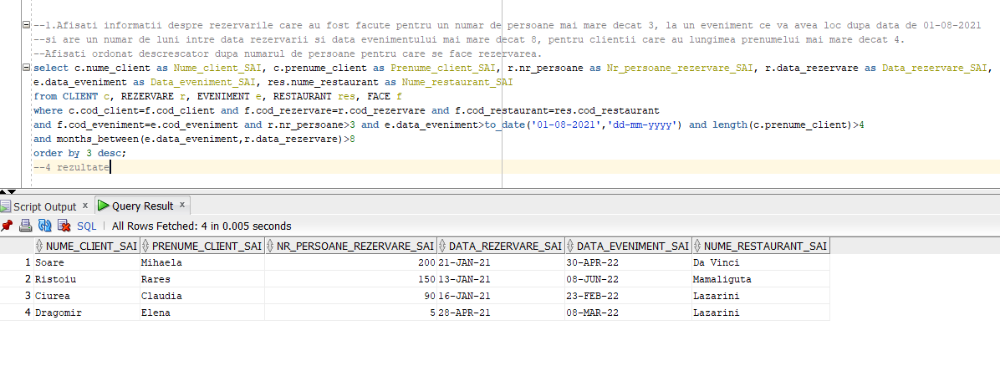 --1.Afisati informatii despre rezervarile care au fost facute pentru un numar de persoane mai mare decat 3, la un eveniment ce va avea loc dupa data de 01-08-2021
--si are un numar de luni intre data rezervarii si data evenimentului mai mare decat 8, pentru clientii care au lungimea prenumelui mai mare decat 4.
--Afisati ordonat descrescator dupa numarul de persoane pentru care se face rezervarea.
select c.nume_client as Nume_client_SAI, c.prenume_client as Prenume_client_SAI, r.nr_persoane as Nr_persoane_rezervare_SAI, r.data_rezervare as Data_rezervare_SAI,
e.data_eveniment as Data_eveniment_SAI, res.nume_restaurant as Nume_restaurant_SAI
from CLIENT c, REZERVARE r, EVENIMENT e, RESTAURANT res, FACE f
where c.cod_client=f.cod_client and f.cod_rezervare=r.cod_rezervare and f.cod_restaurant=res.cod_restaurant
and f.cod_eveniment=e.cod_eveniment and r.nr_persoane>3 and e.data_eveniment>to_date('01-08-2021','dd-mm-yyyy') and length(c.prenume_client)>4
and months_between(e.data_eveniment,r.data_rezervare)>8
order by 3 desc;
--4 rezultate
Script Output x Query Result x
SQL | All Rows Fetched: 4 in 0.005 seconds
NUME_CLIENT_SAI PRENUME_CLIENT_SAI NR_PERSOANE_REZERVARE_SAI DATA_REZERVARE_SAI DATA_EVENIMENT_SAI NUME_RESTAURANT_SAI
1 Soare Mihaela 200 21-JAN-21 30-APR-22 Da Vinci
2 Ristoiu Rares 150 13-JAN-21 08-JUN-22 Mamaliguta
3 Ciurea Claudia 90 16-JAN-21 23-FEB-22 Lazarini
4 Dragomir Elena 5 28-APR-21 08-MAR-22 Lazarini